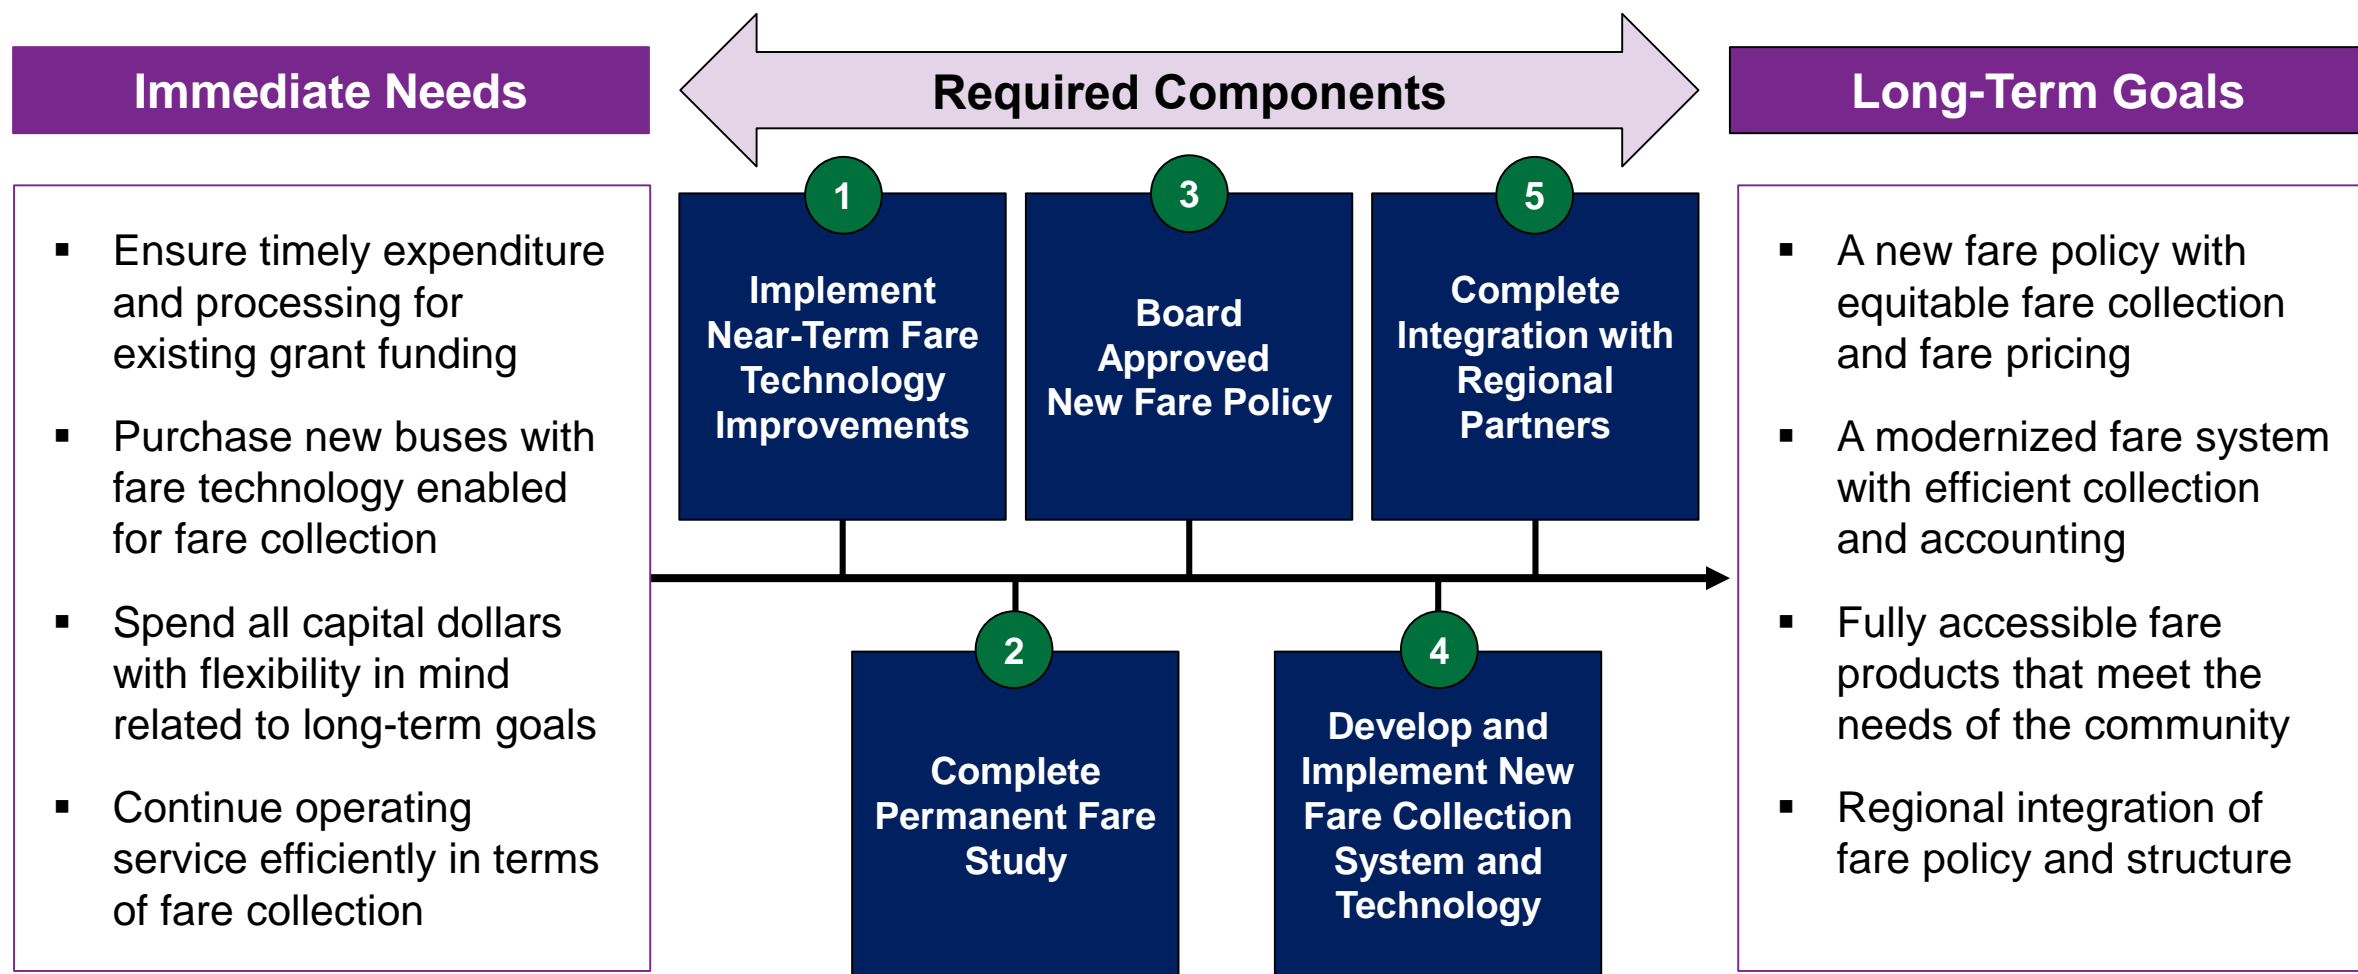 Immediate Needs
Required Components
Long-Term Goals
▪ Ensure timely expenditure
and processing for
existing grant funding
▪ Purchase new buses with
fare technology enabled
for fare collection
▪ Spend all capital dollars
with flexibility in mind
related to long-term goals
▪ Continue operating
service efficiently in terms
of fare collection
1
Implement
Near-Term Fare
Technology
Improvements
2
Complete
Permanent Fare
Study
3
Board
Approved
New Fare Policy
4
Develop and
Implement New
Fare Collection
System and
Technology
5
Complete
Integration with
Regional
Partners
▪ A new fare policy with
equitable fare collection
and fare pricing
▪ A modernized fare system
with efficient collection
and accounting
▪ Fully accessible fare
products that meet the
needs of the community
▪ Regional integration of
fare policy and structure